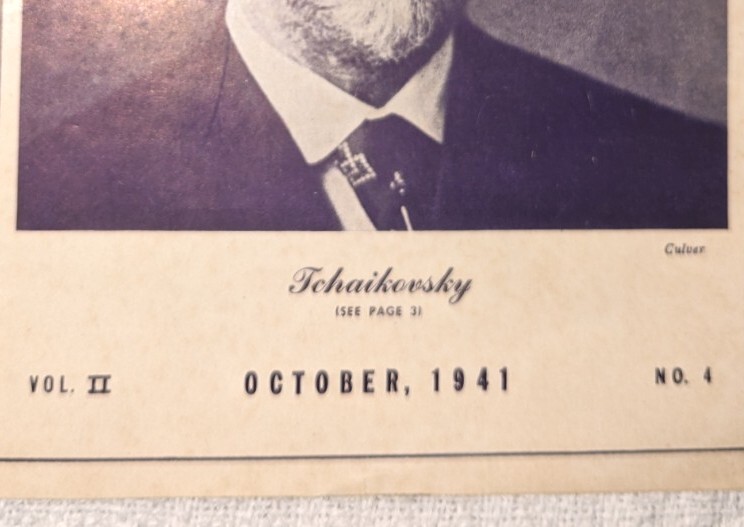 Culver
Tchaikovsky
(SEE PAGE 3)
VOL. II
OCTOBER, 1941
NO. 4